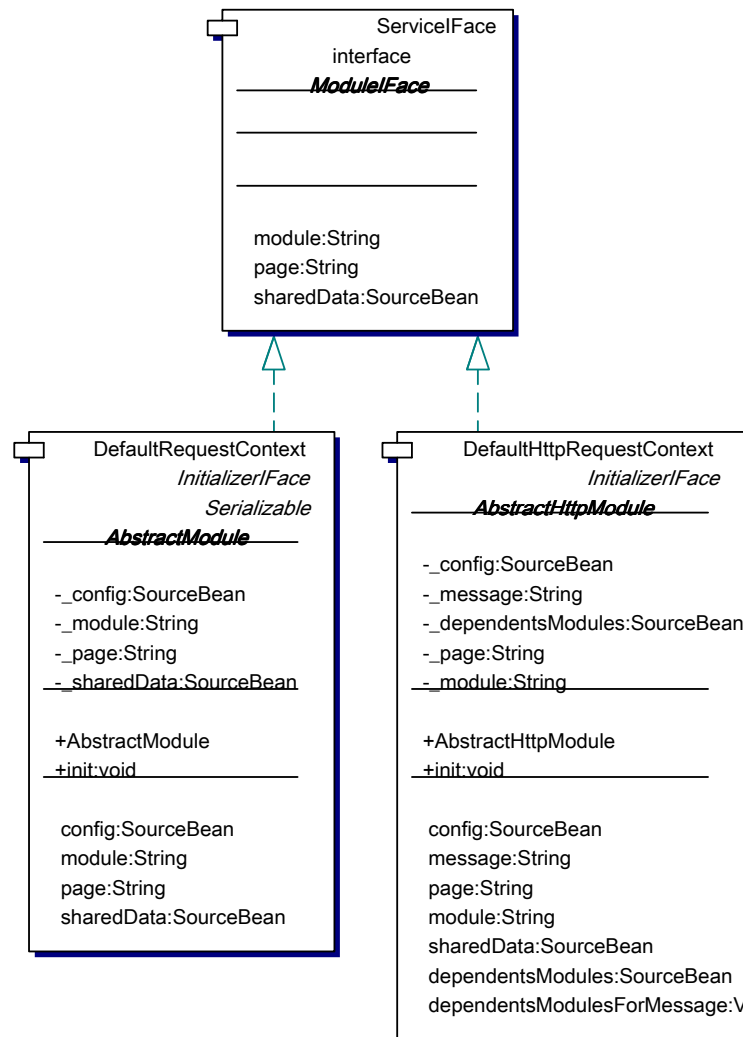 ServiceIFace
interface
ModuleIFace
module:String
page:String
sharedData:SourceBean
DefaultRequestContext
InitializerIFace
Serializable
AbstractModule
-_config:SourceBean
-_module:String
-_page:String
-_sharedData:SourceBean
+AbstractModule
+init:void
config:SourceBean
module:String
page:String
sharedData:SourceBean
DefaultHttpRequestContext
InitializerIFace
AbstractHttpModule
-_config:SourceBean
-_message:String
-_dependentsModules:SourceBean
-_page:String
-_module:String
+AbstractHttpModule
+init:void
config:SourceBean
message:String
page:String
module:String
sharedData:SourceBean
dependentsModules:SourceBean
dependentsModulesForMessage:V